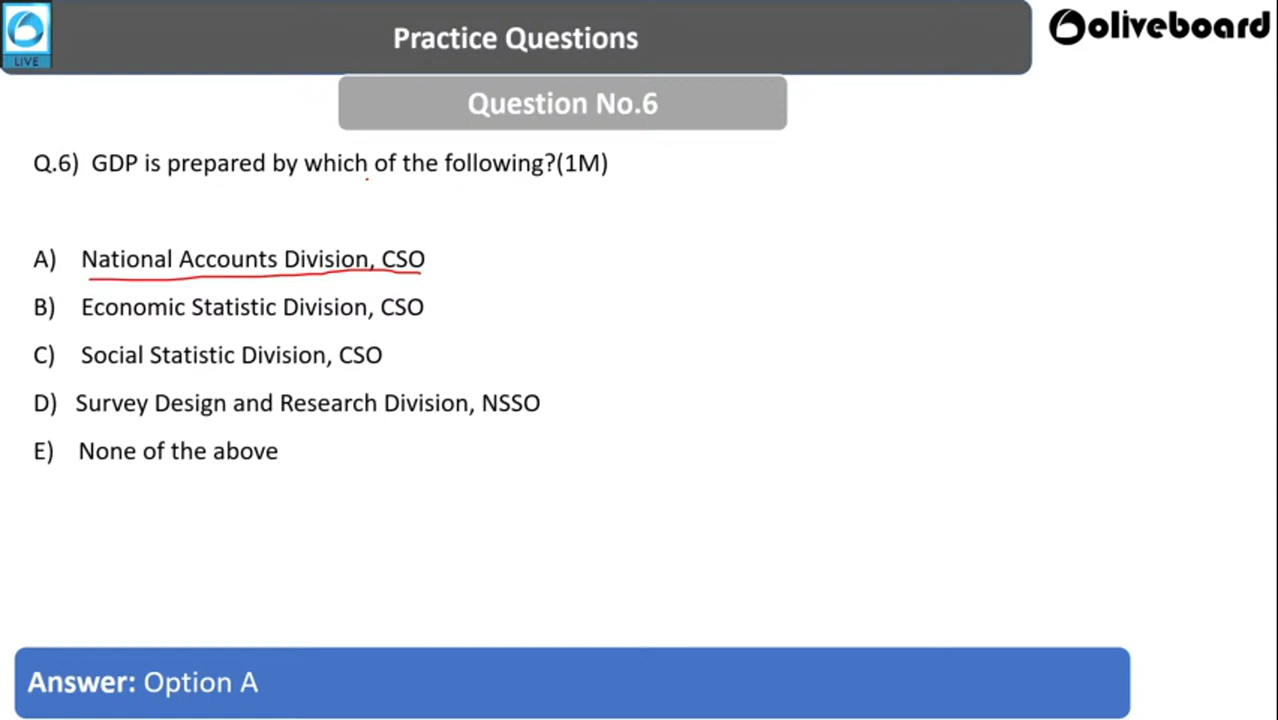 LIVE
Practice Questions
oliveboard
Question No.6
Q.6) GDP is prepared by which of the following?(1M)
A) National Accounts Division, CSO
B) Economic Statistic Division, CSO
C) Social Statistic Division, CSO
D) Survey Design and Research Division, NSSO
E) None of the above
Answer: Option A